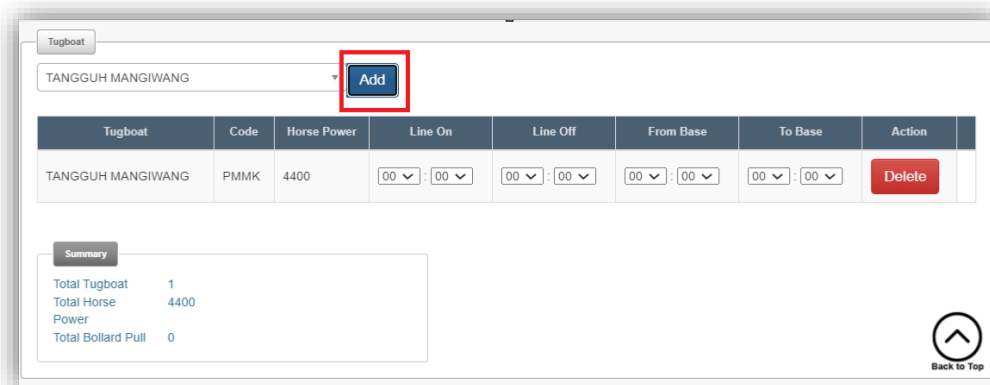 Tugboat
TANGGUH MANGIWANG Add
Tugboat Code Horse Power Line On Line Off From Base To Base Action
TANGGUH MANGIWANG PMMK 4400 00 : 00 00 : 00 00 : 00 00 : 00 Delete
Summary
Total Tugboat 1
Total Horse 4400
Power
Total Bollard Pull 0
Back to Top